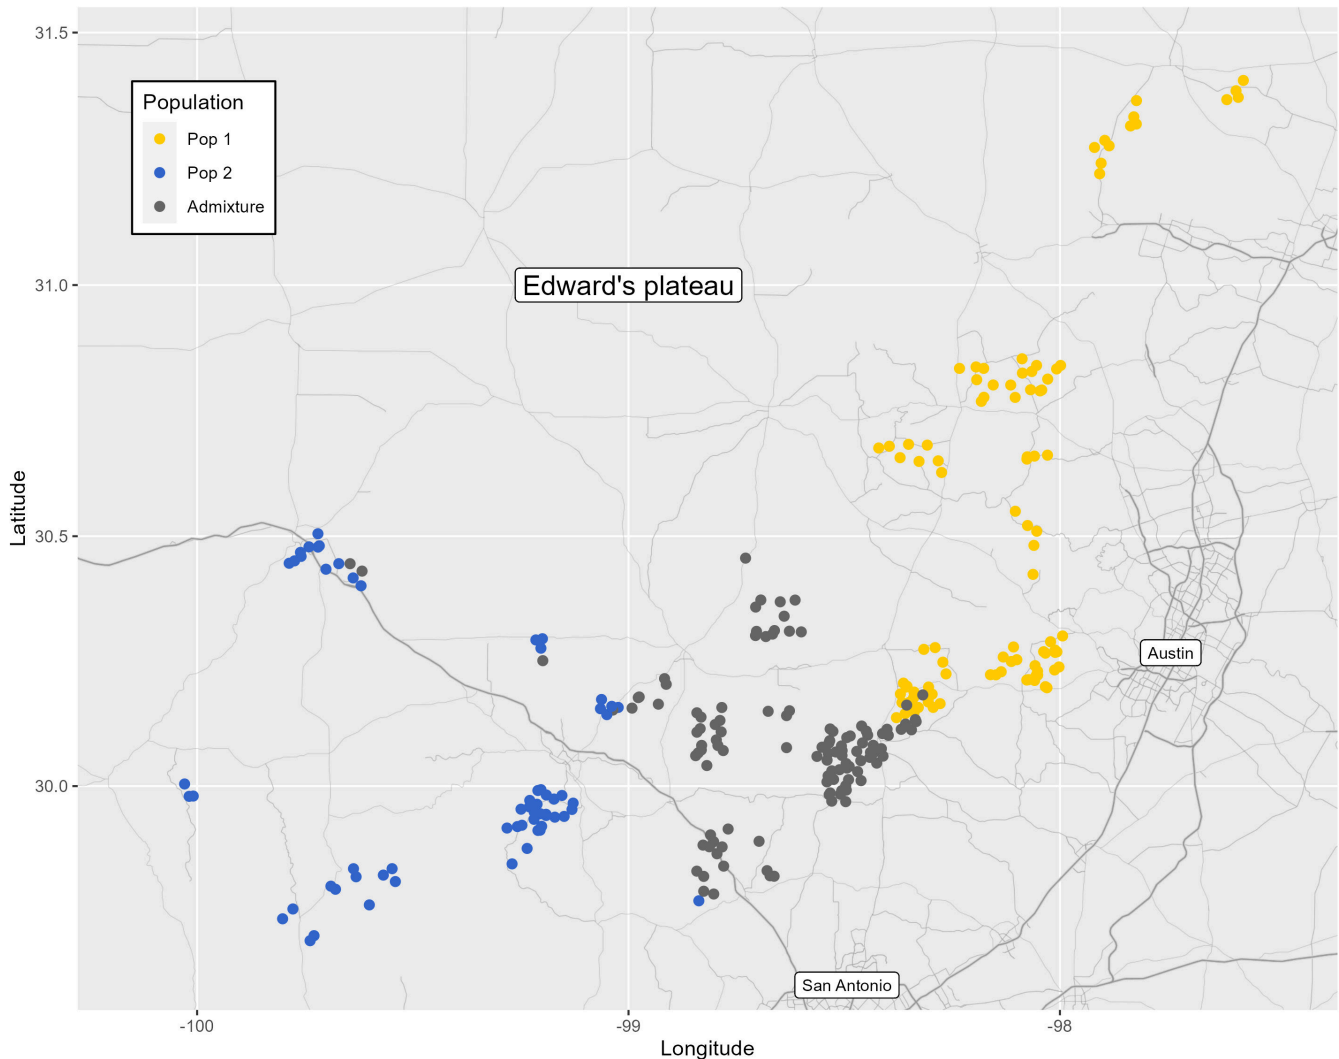 31.5
Population
Pop 1
Pop 2
Admixture
Edward's plateau
31.0
Latitude
30.5
Austin
30.0
San Antonio
-100
-99
-98
Longitude